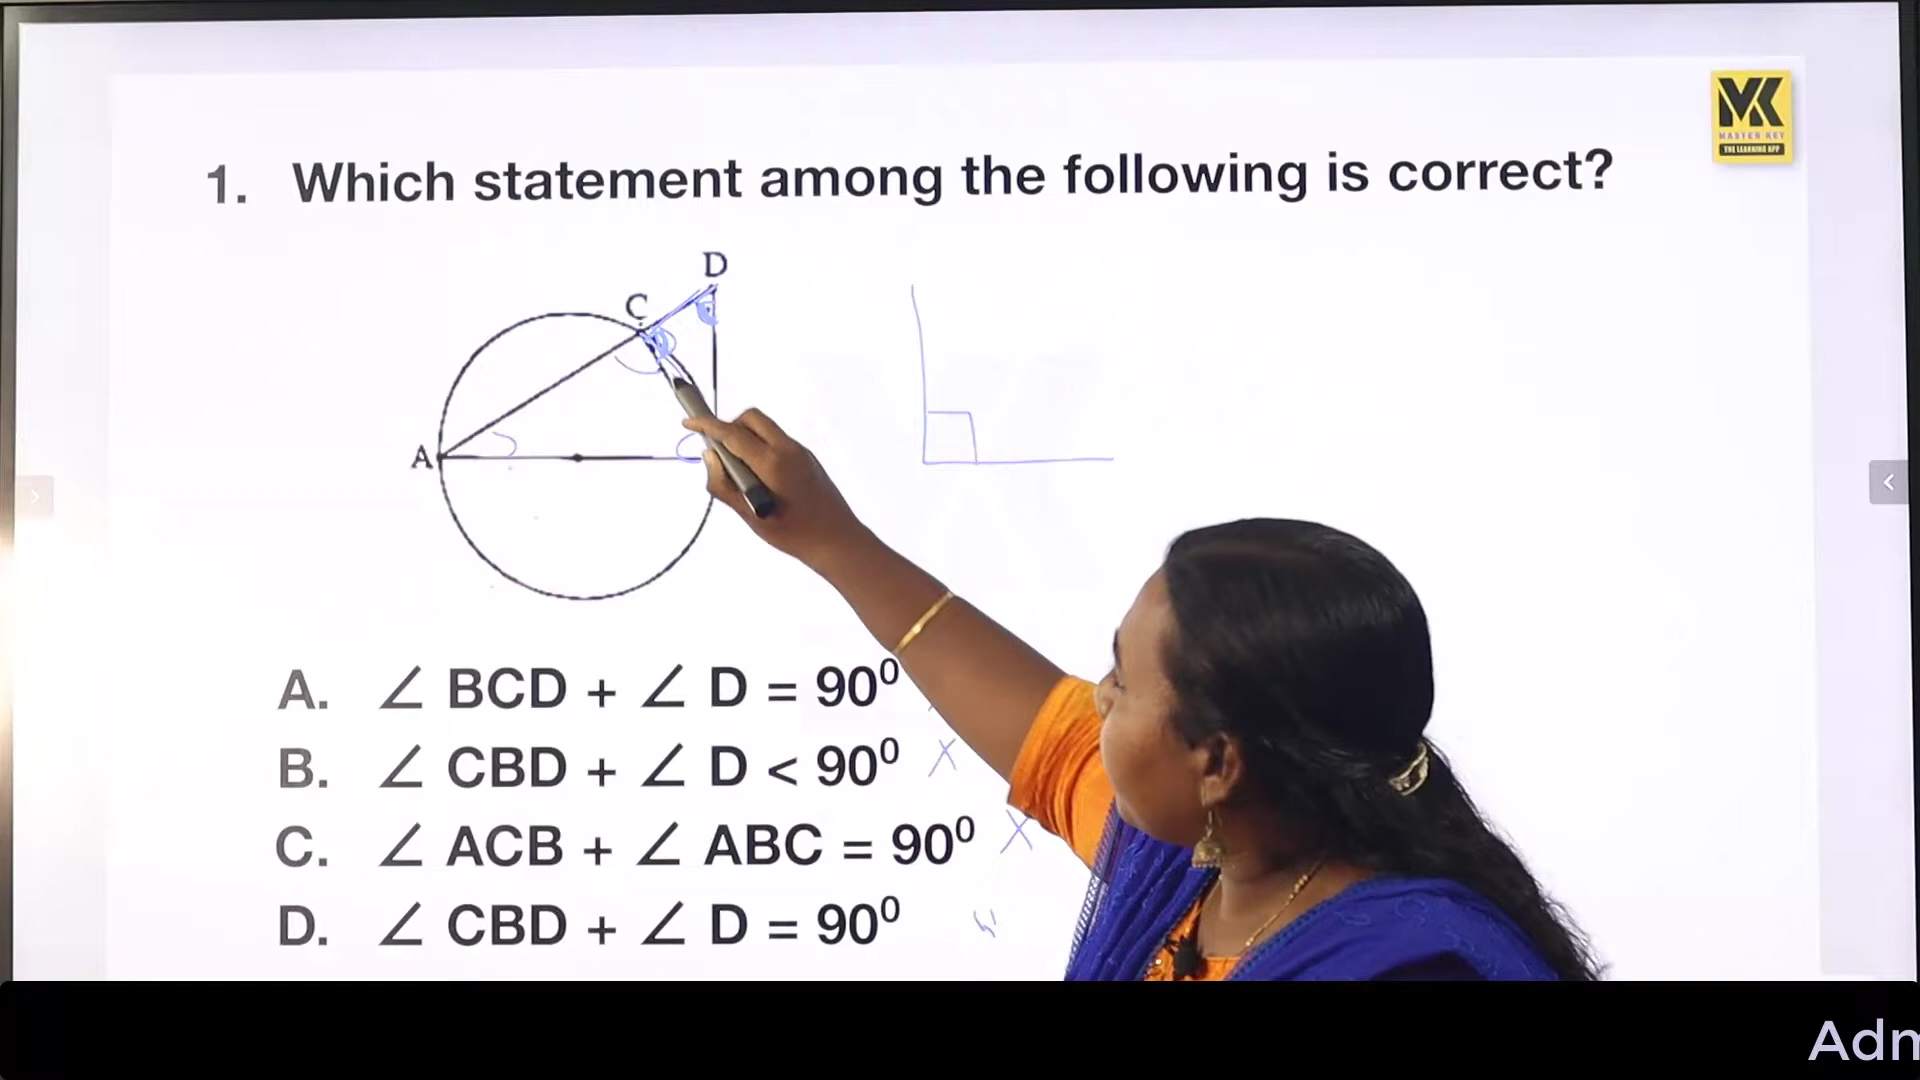 MK
MASTER KEY
THE LEARNING APP
1. Which statement among the following is correct?
D
C
A
A. ∠ BCD + ∠ D = 90⁰
B. ∠ CBD + ∠ D < 90⁰ X
C. ∠ ACB + ∠ ABC = 90⁰ X
D. ∠ CBD + ∠ D = 90⁰
Adm